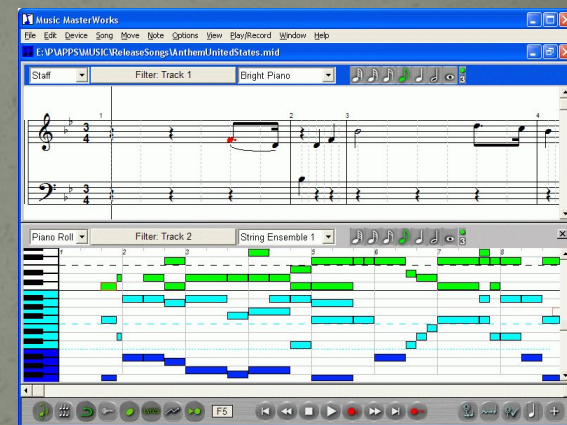 Music MasterWorks
File Edit Device Song Move Note Options View Play/Record Window Help
E:\P\APPS\MUSIC\ReleaseSongs\AnthemUnitedStates.mid
Staff Filter: Track 1 Bright Piano 3
1 2 3 4
3 4
3 4
Piano Roll Filter: Track 2 String Ensemble 1 3
1 2 3 4 5 6 7 8
F5